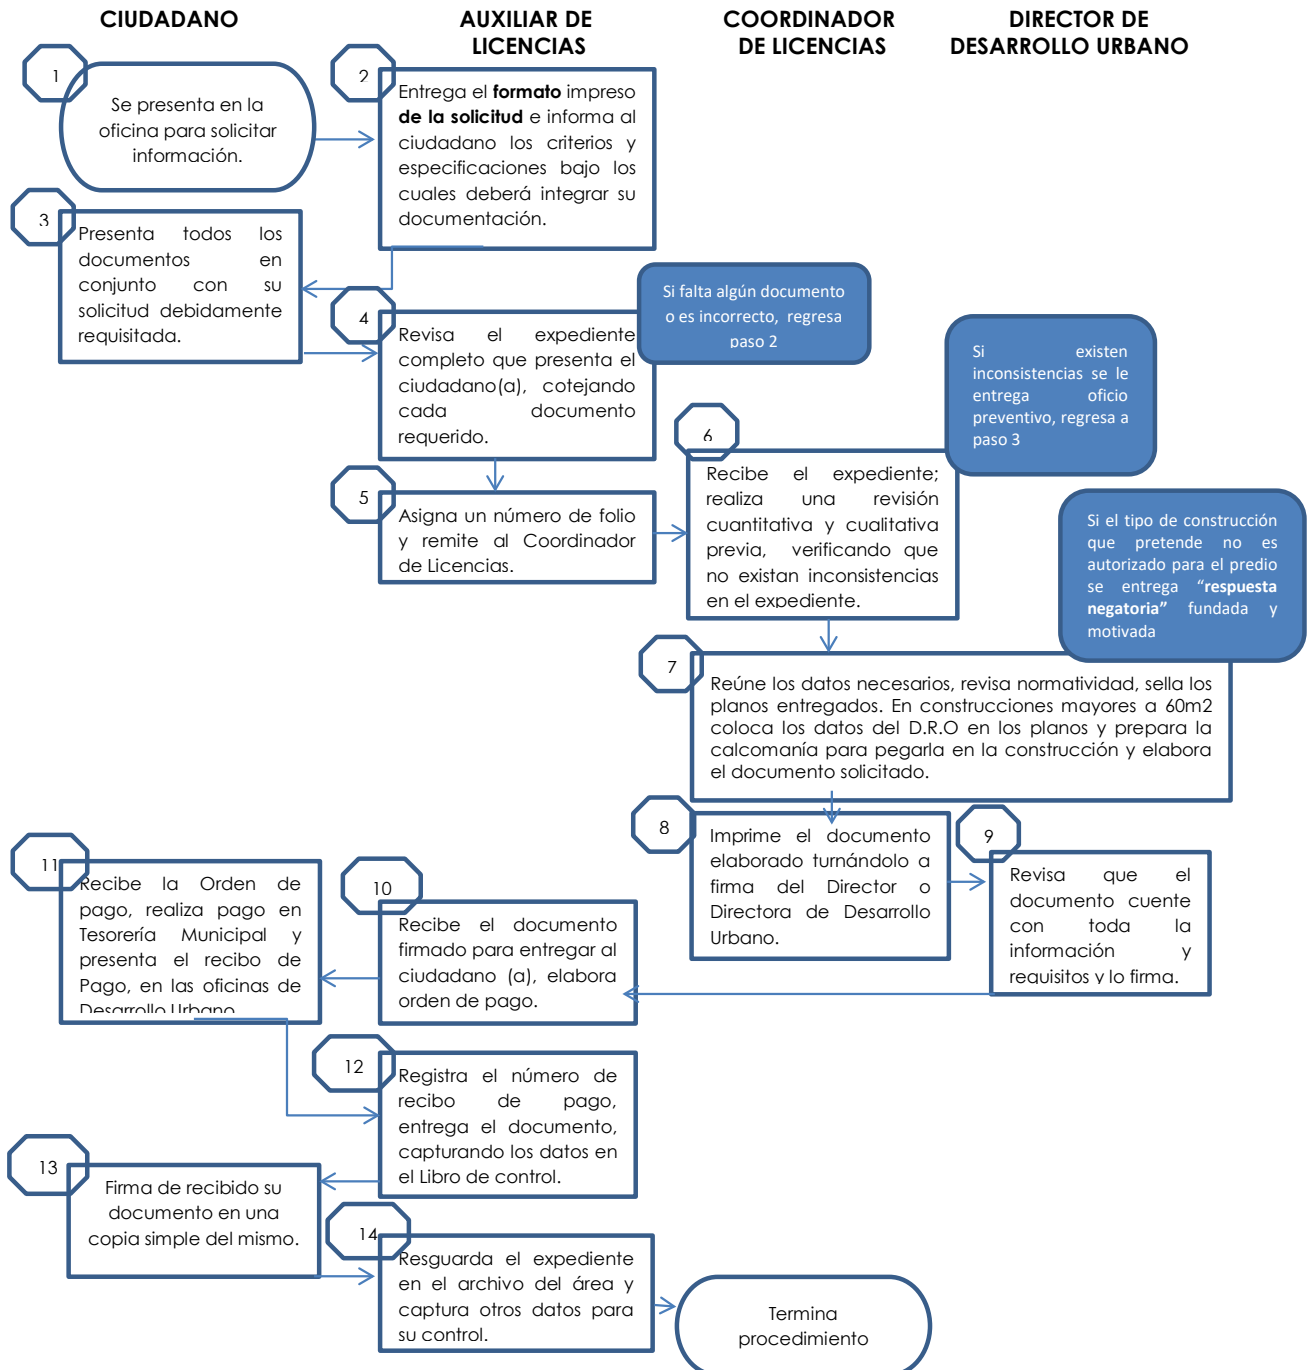 CIUDADANO
AUXILIAR DE
LICENCIAS
COORDINADOR
DE LICENCIAS
DIRECTOR DE
DESARROLLO URBANO
1
Se presenta en la
oficina para solicitar
información.
2
Entrega el formato impreso
de la solicitud e informa al
ciudadano los criterios y
especificaciones bajo los
cuales deberá integrar su
documentación.
3
Presenta todos los
documentos en
conjunto con su
solicitud debidamente
requisitada.
4
Revisa el expediente
completo que presenta el
ciudadano(a), cotejando
cada documento
requerido.
Si falta algún documento
o es incorrecto, regresa
paso 2
5
Asigna un número de folio
y remite al Coordinador
de Licencias.
6
Recibe el expediente;
realiza una revisión
cuantitativa y cualitativa
previa, verificando que
no existan inconsistencias
en el expediente.
Si existen
inconsistencias se le
entrega oficio
preventivo, regresa a
paso 3
Si el tipo de construcción
que pretende no es
autorizado para el predio
se entrega “respuesta
negatoria” fundada y
motivada
7
Reúne los datos necesarios, revisa normatividad, sella los
planos entregados. En construcciones mayores a 60m2
coloca los datos del D.R.O en los planos y prepara la
calcomanía para pegarla en la construcción y elabora
el documento solicitado.
8
Imprime el documento
elaborado turnándolo a
firma del Director o
Directora de Desarrollo
Urbano.
9
Revisa que el
documento cuente
con toda la
información y
requisitos y lo firma.
10
Recibe el documento
firmado para entregar al
ciudadano (a), elabora
orden de pago.
11
Recibe la Orden de
pago, realiza pago en
Tesorería Municipal y
presenta el recibo de
Pago, en las oficinas de
Desarrollo Urbano
12
Registra el número de
recibo de pago,
entrega el documento,
capturando los datos en
el Libro de control.
13
Firma de recibido su
documento en una
copia simple del mismo.
14
Resguarda el expediente
en el archivo del área y
captura otros datos para
su control.
Termina
procedimiento